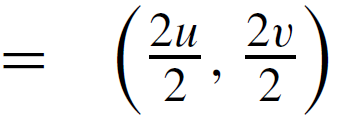 = (2u/2, 2v/2)